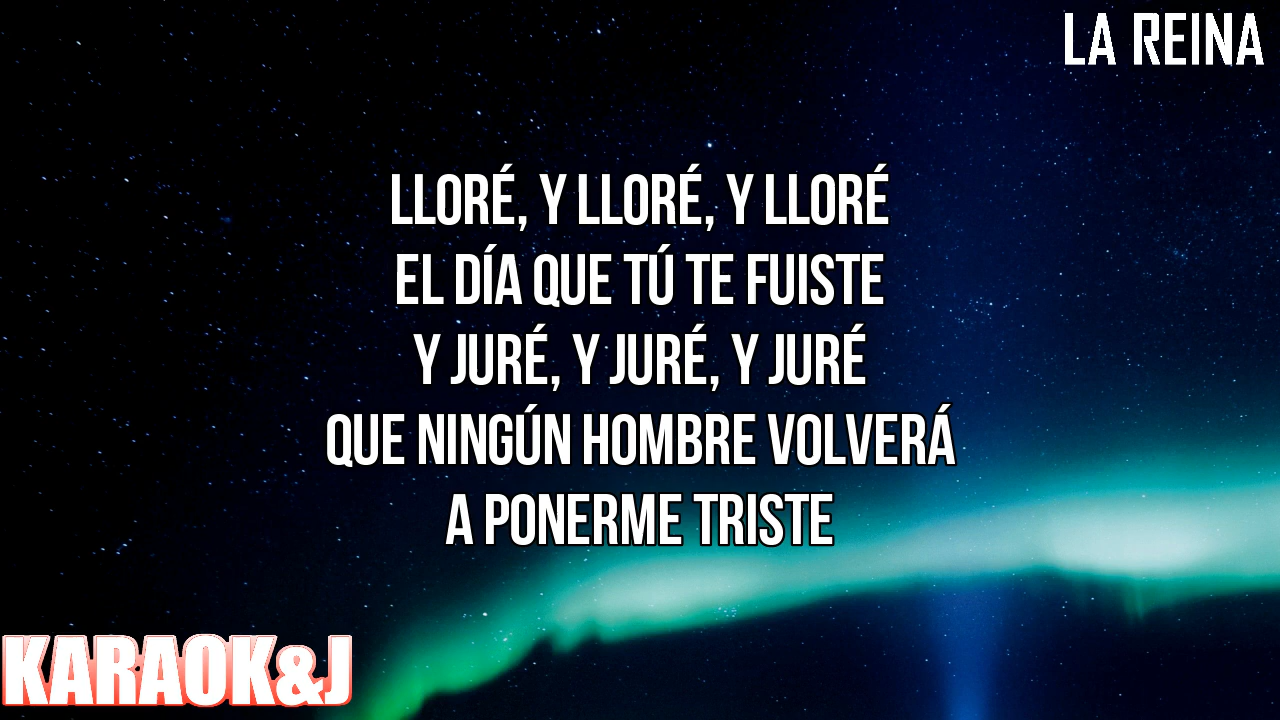 LA REINA
LLORÉ, Y LLORÉ, Y LLORÉ
EL DÍA QUE TÚ TE FUISTE
Y JURÉ, Y JURÉ, Y JURÉ
QUE NINGÚN HOMBRE VOLVERÁ
A PONERME TRISTE
KARAOK&J